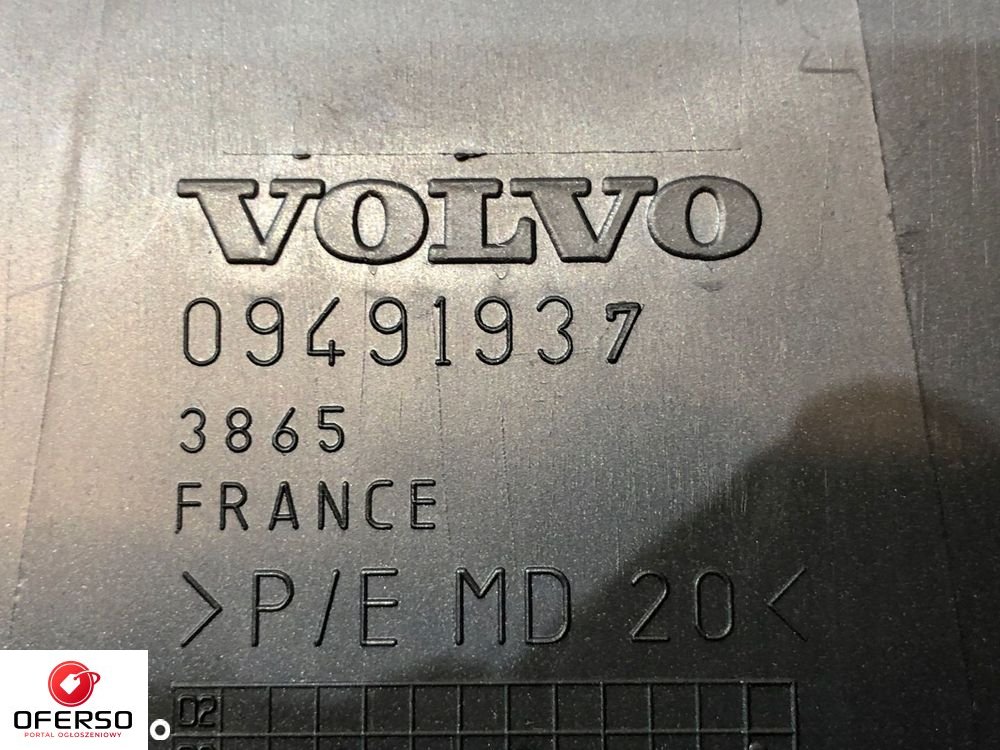 VOLVO
09491937
3865
FRANCE
>P/E MD 20<
02
OFERSO
PORTAL OGŁOSZENIOWY